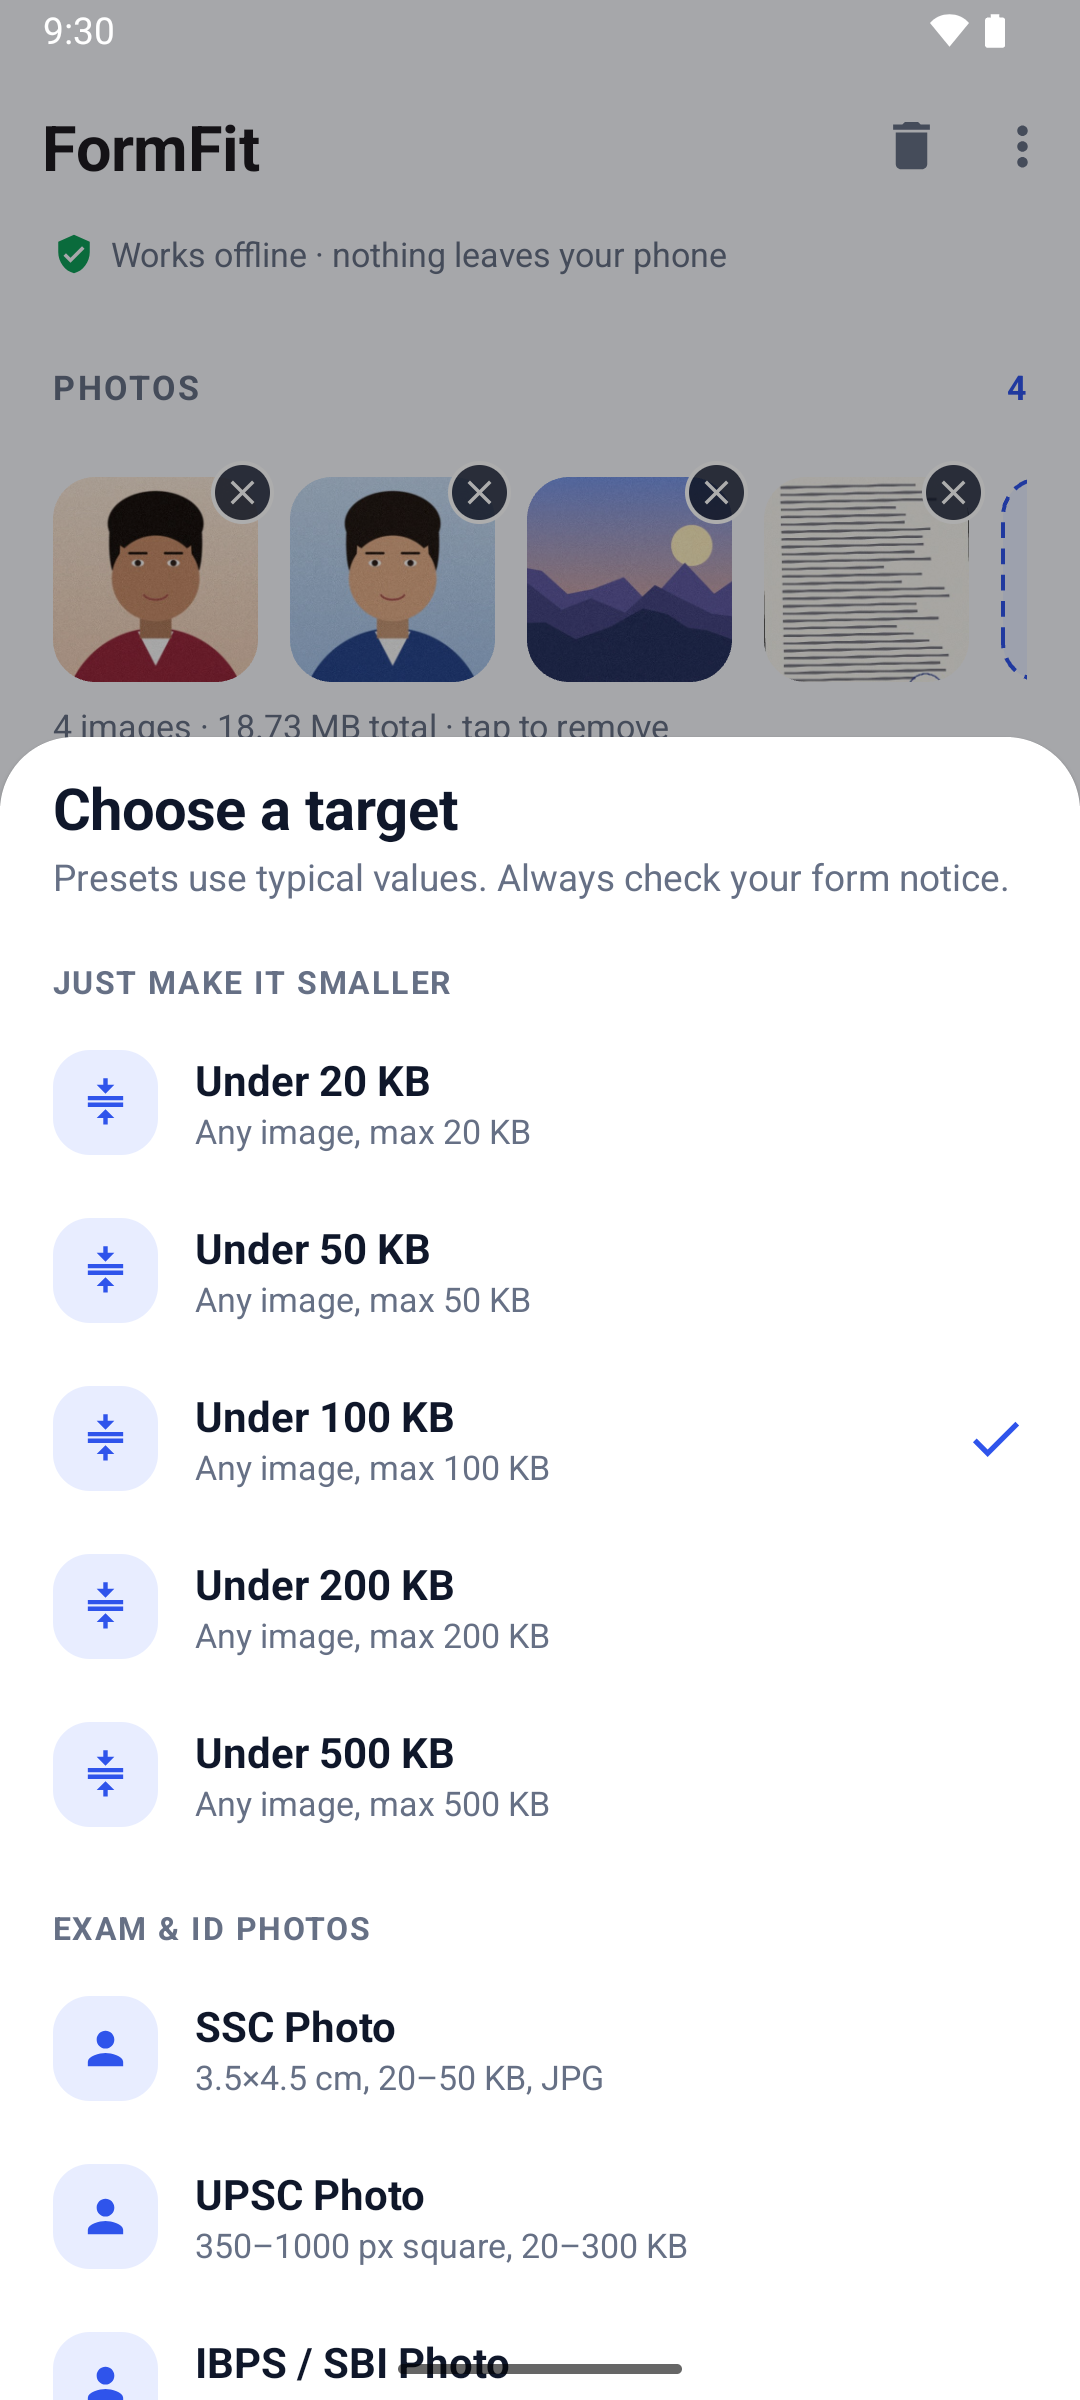 9:30
FormFit
Works offline · nothing leaves your phone
PHOTOS
4
4 images · 18.73 MB total · tap to remove
Choose a target
Presets use typical values. Always check your form notice.
JUST MAKE IT SMALLER
Under 20 KB
Any image, max 20 KB
Under 50 KB
Any image, max 50 KB
Under 100 KB
Any image, max 100 KB
Under 200 KB
Any image, max 200 KB
Under 500 KB
Any image, max 500 KB
EXAM & ID PHOTOS
SSC Photo
3.5×4.5 cm, 20–50 KB, JPG
UPSC Photo
350–1000 px square, 20–300 KB
IBPS / SBI Photo